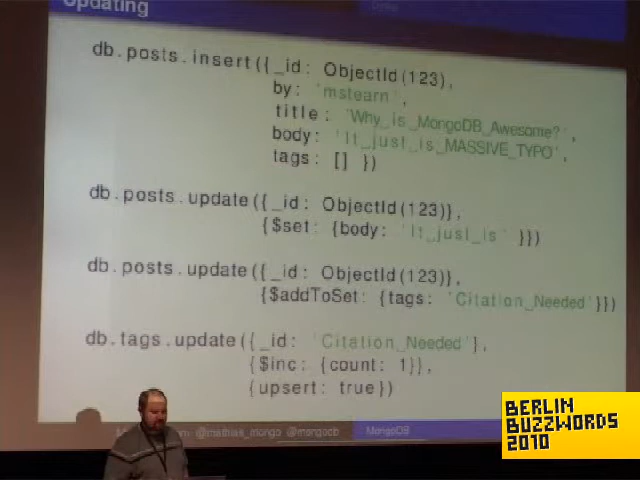 Updating
db.posts.insert({_id: ObjectId(123),
by: 'mstearn',
title: 'Why_is_MongoDB_Awesome?',
body: 'It_just_is_MASSIVE_TYPO',
tags: [] })
db.posts.update({_id: ObjectId(123)},
{$set: {body: 'It_just_is' }})
db.posts.update({_id: ObjectId(123)},
{$addToSet: {tags: 'Citation_Needed'}})
db.tags.update({_id: 'Citation_Needed'},
{$inc: {count: 1}},
{upsert: true})
@mathias_mongo @mongodb
MongoDB
BERLIN
BUZZWORDS
2010